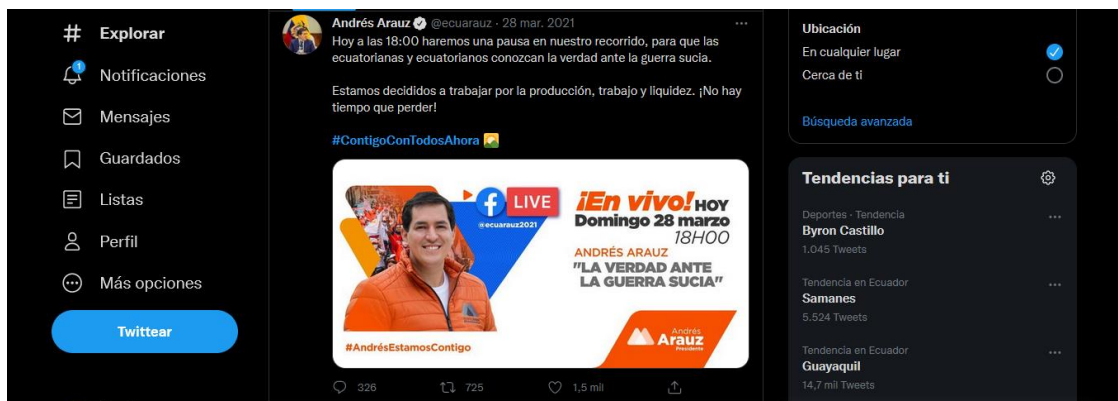 Explorar
1
Notificaciones
Mensajes
Guardados
Listas
Perfil
Más opciones
Twittear
Andrés Arauz @ecuarauz · 28 mar. 2021
Hoy a las 18:00 haremos una pausa en nuestro recorrido, para que las
ecuatorianas y ecuatorianos conozcan la verdad ante la guerra sucia.
Estamos decididos a trabajar por la producción, trabajo y liquidez. ¡No hay
tiempo que perder!
#ContigoConTodosAhora
LIVE
@ecuarauz2021
¡En vivo! HOY
Domingo 28 marzo
18H00
ANDRÉS ARAUZ
"LA VERDAD ANTE
LA GUERRA SUCIA"
#AndrésEstamosContigo
Andrés
Arauz
Presidente
326
725
1,5 mil
Ubicación
En cualquier lugar
Cerca de ti
Búsqueda avanzada
Tendencias para ti
Deportes · Tendencia
Byron Castillo
1.045 Tweets
Tendencia en Ecuador
Samanes
5.524 Tweets
Tendencia en Ecuador
Guayaquil
14,7 mil Tweets